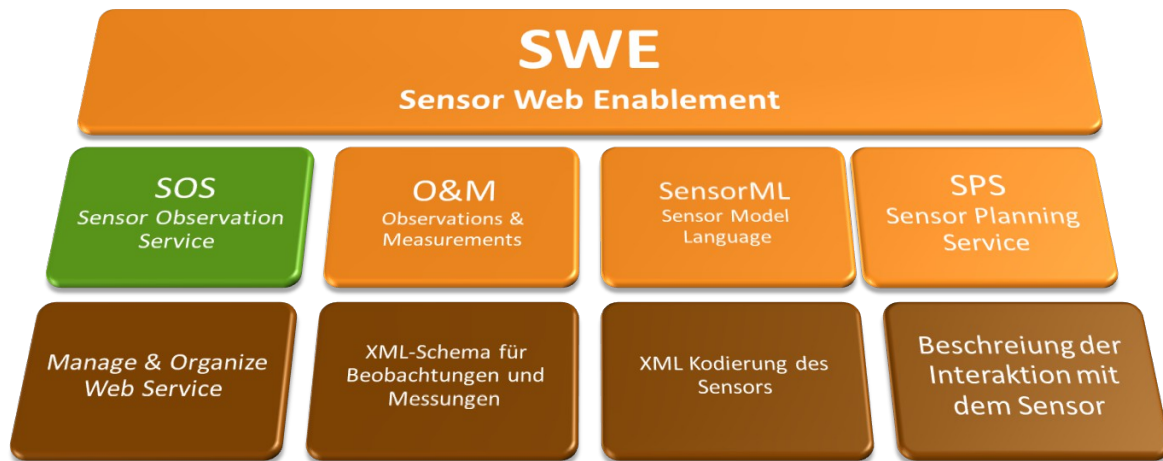 SWE
Sensor Web Enablement
SOS
Sensor Observation
Service
O&M
Observations &
Measurements
SensorML
Sensor Model
Language
SPS
Sensor Planning
Service
Manage & Organize
Web Service
XML-Schema für
Beobachtungen und
Messungen
XML Kodierung des
Sensors
Beschreiung der
Interaktion mit
dem Sensor